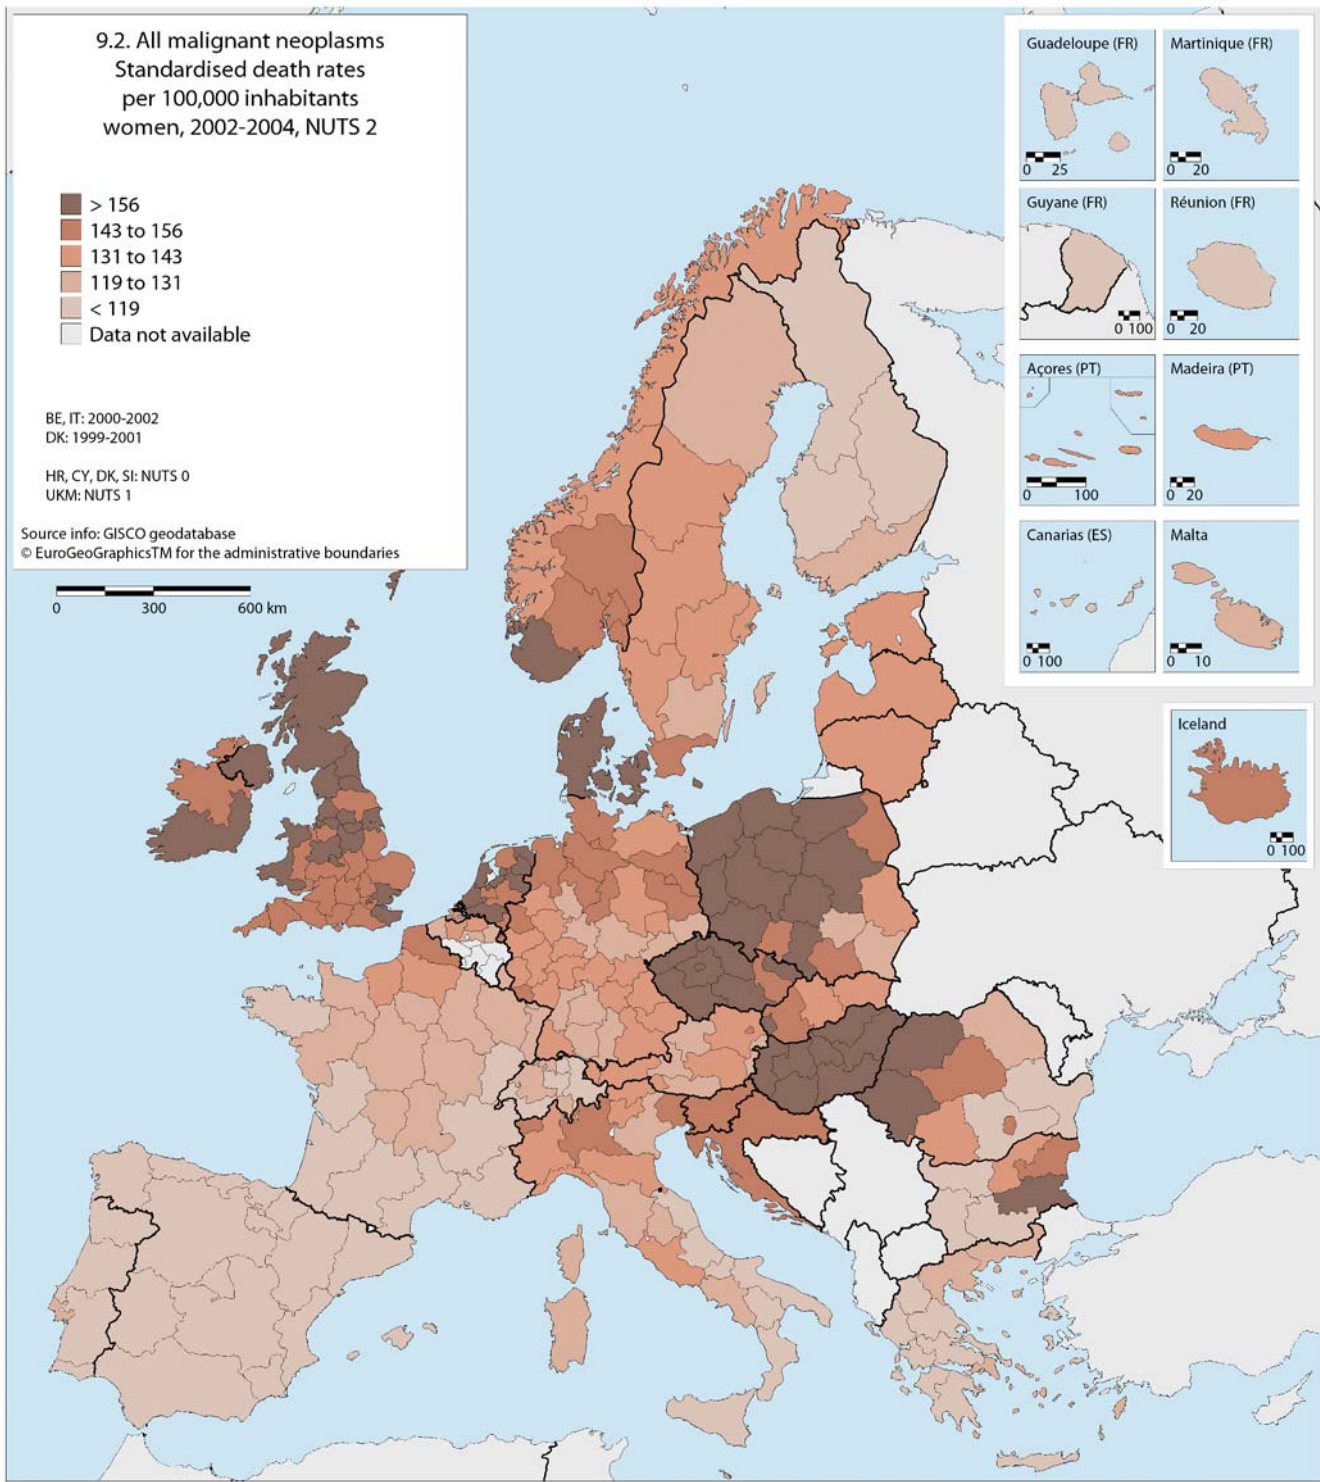 9.2. All malignant neoplasms
Standardised death rates
per 100,000 inhabitants
women, 2002-2004, NUTS 2
> 156
143 to 156
131 to 143
119 to 131
< 119
Data not available
BE, IT: 2000-2002
DK: 1999-2001
HR, CY, DK, SI: NUTS 0
UKM: NUTS 1
Source info: GISCO geodatabase
© EuroGeoGraphicsTM for the administrative boundaries
0 300 600 km
Guadeloupe (FR)
0 25
Martinique (FR)
0 20
Guyane (FR)
0 100
Réunion (FR)
0 20
Açores (PT)
0 100
Madeira (PT)
0 20
Canarias (ES)
0 100
Malta
0 10
Iceland
0 100